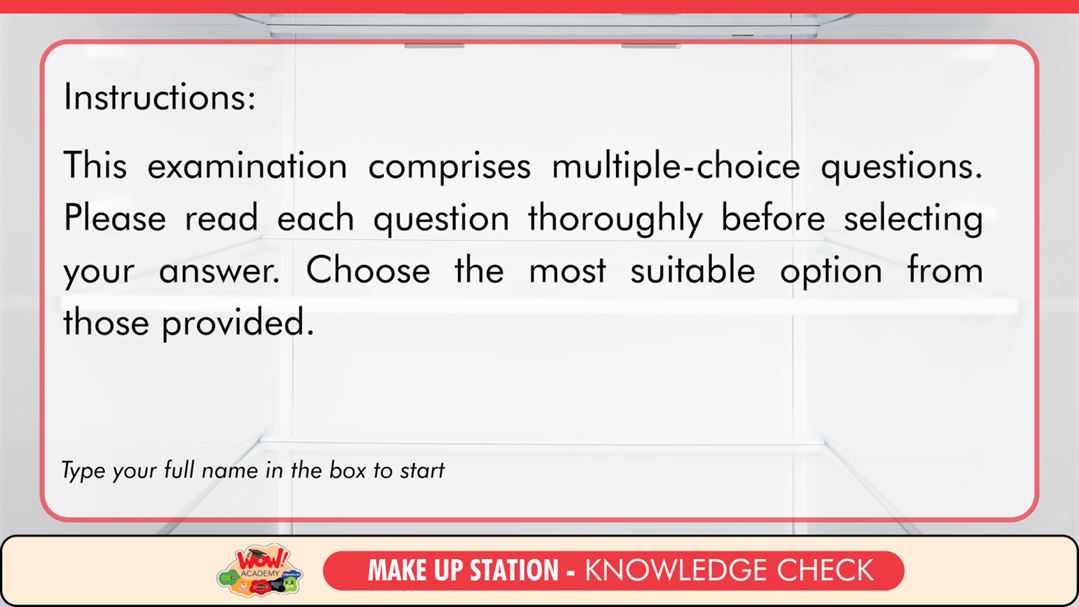 Instructions:
This examination comprises multiple-choice questions.
Please read each question thoroughly before selecting
your answer. Choose the most suitable option from
those provided.
Type your full name in the box to start
WOW!
ACADEMY
MAKE UP STATION - KNOWLEDGE CHECK